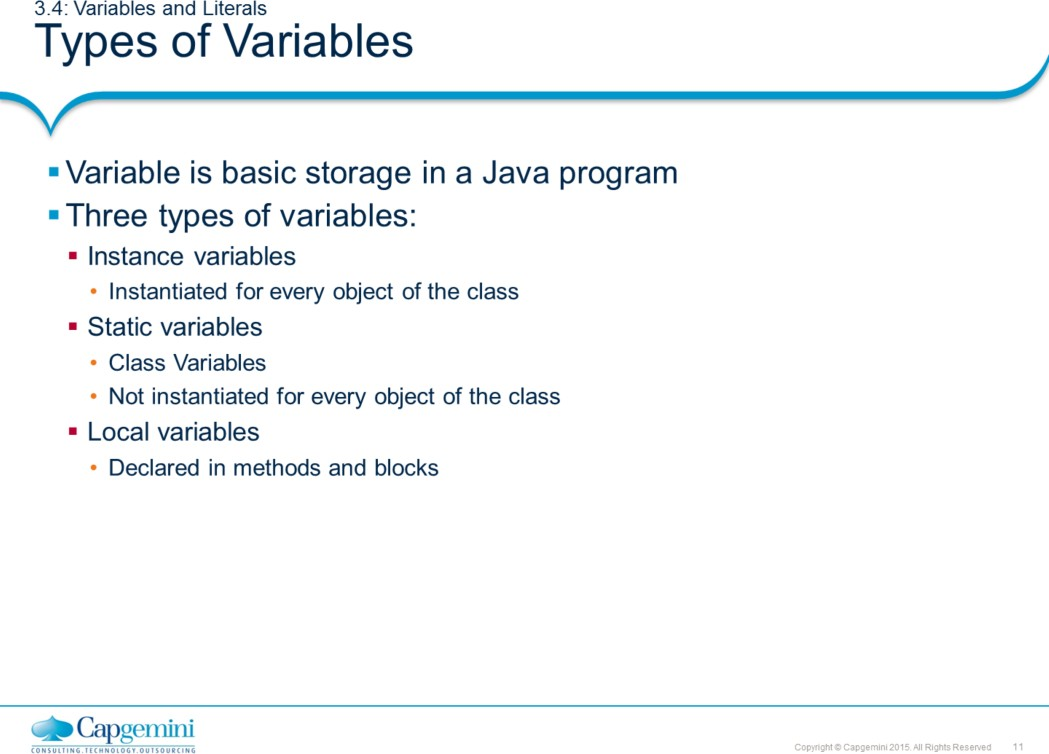 3.4: Variables and Literals
Types of Variables
▪ Variable is basic storage in a Java program
▪ Three types of variables:
▪ Instance variables
• Instantiated for every object of the class
▪ Static variables
• Class Variables
• Not instantiated for every object of the class
▪ Local variables
• Declared in methods and blocks
Capgemini
CONSULTING.TECHNOLOGY.OUTSOURCING
Copyright © Capgemini 2015. All Rights Reserved 11